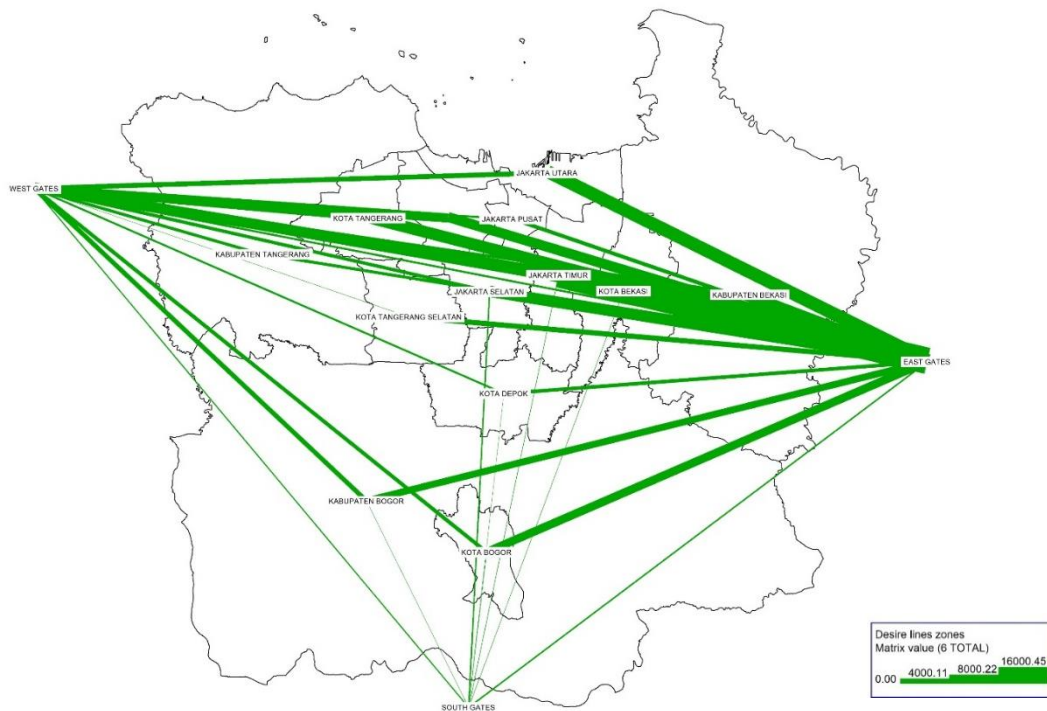 JAKARTA UTARA
WEST GATES
KOTA TANGERANG
JAKARTA PUSAT
KABUPATEN TANGERANG
JAKARTA TIMUR
JAKARTA SELATAN
KOTA BEKASI
KABUPATEN BEKASI
KOTA TANGERANG SELATAN
EAST GATES
KOTA DEPOK
KABUPATEN BOGOR
KOTA BOGOR
SOUTH GATES
Desire lines zones
Matrix value (6 TOTAL)
0.00 4000.11 8000.22 16000.45